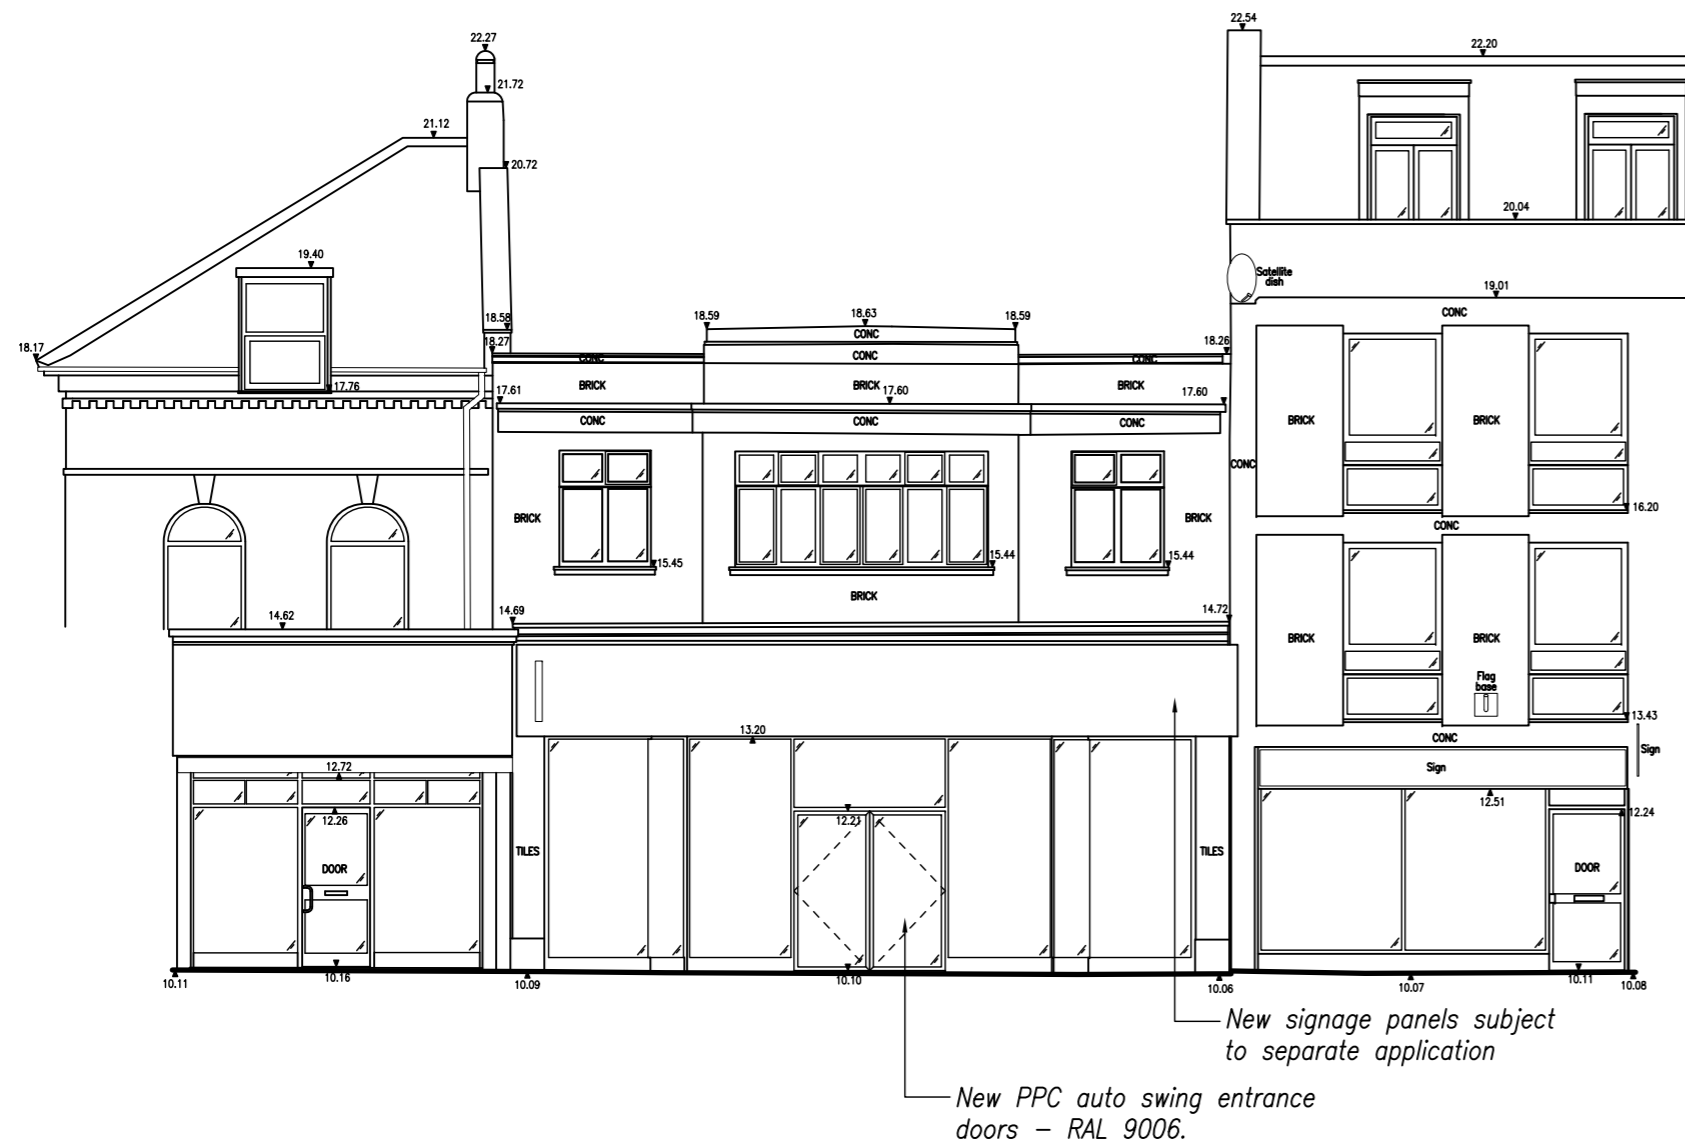 22.54
22.27
22.20
21.72
21.12
20.72
20.04
19.40
Satellite
dish
19.01
18.58
18.59
18.63
18.59
CONC
CONC
18.17
18.27
CONC
CONC
CONC
18.26
17.76
BRICK
BRICK
BRICK
17.61
17.60
17.60
CONC
CONC
CONC
BRICK
BRICK
CONC
BRICK
BRICK
16.20
CONC
15.45
15.44
15.44
BRICK
14.62
14.69
14.72
BRICK
BRICK
Flag
base
13.43
CONC
Sign
13.20
Sign
12.72
12.51
12.26
12.21
12.24
DOOR
TILES
TILES
DOOR
10.11
10.16
10.09
10.10
10.06
10.07
10.11
10.08
New signage panels subject
to separate application
New PPC auto swing entrance
doors – RAL 9006.